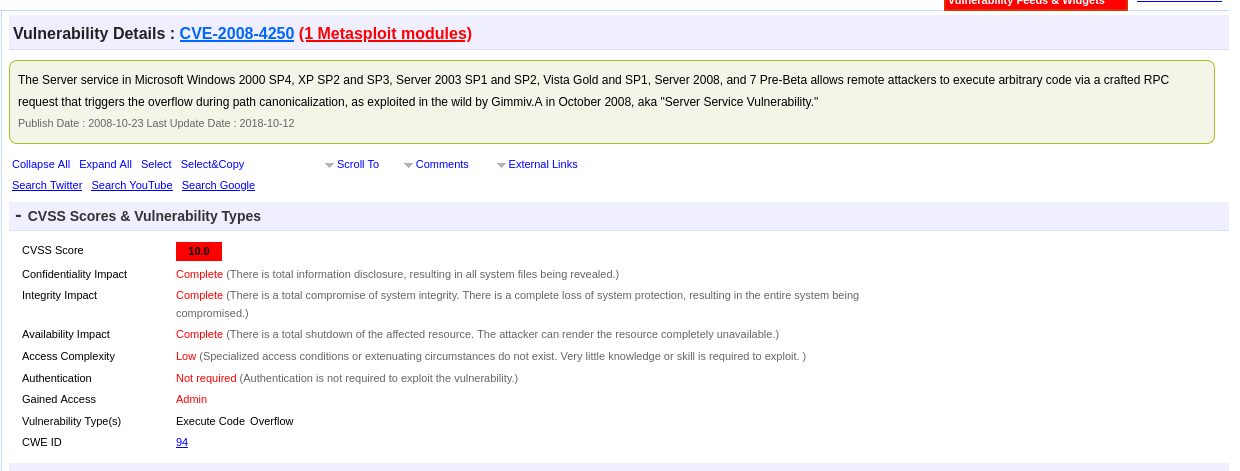 Vulnerability Feeds & Widgets
Vulnerability Details : CVE-2008-4250 (1 Metasploit modules)
The Server service in Microsoft Windows 2000 SP4, XP SP2 and SP3, Server 2003 SP1 and SP2, Vista Gold and SP1, Server 2008, and 7 Pre-Beta allows remote attackers to execute arbitrary code via a crafted RPC
request that triggers the overflow during path canonicalization, as exploited in the wild by Gimmiv.A in October 2008, aka "Server Service Vulnerability."
Publish Date : 2008-10-23 Last Update Date : 2018-10-12
Collapse All Expand All Select Select&Copy Scroll To Comments External Links
Search Twitter Search YouTube Search Google
- CVSS Scores & Vulnerability Types
CVSS Score 10.0
Confidentiality Impact Complete (There is total information disclosure, resulting in all system files being revealed.)
Integrity Impact Complete (There is a total compromise of system integrity. There is a complete loss of system protection, resulting in the entire system being
compromised.)
Availability Impact Complete (There is a total shutdown of the affected resource. The attacker can render the resource completely unavailable.)
Access Complexity Low (Specialized access conditions or extenuating circumstances do not exist. Very little knowledge or skill is required to exploit. )
Authentication Not required (Authentication is not required to exploit the vulnerability.)
Gained Access Admin
Vulnerability Type(s) Execute Code Overflow
CWE ID 94